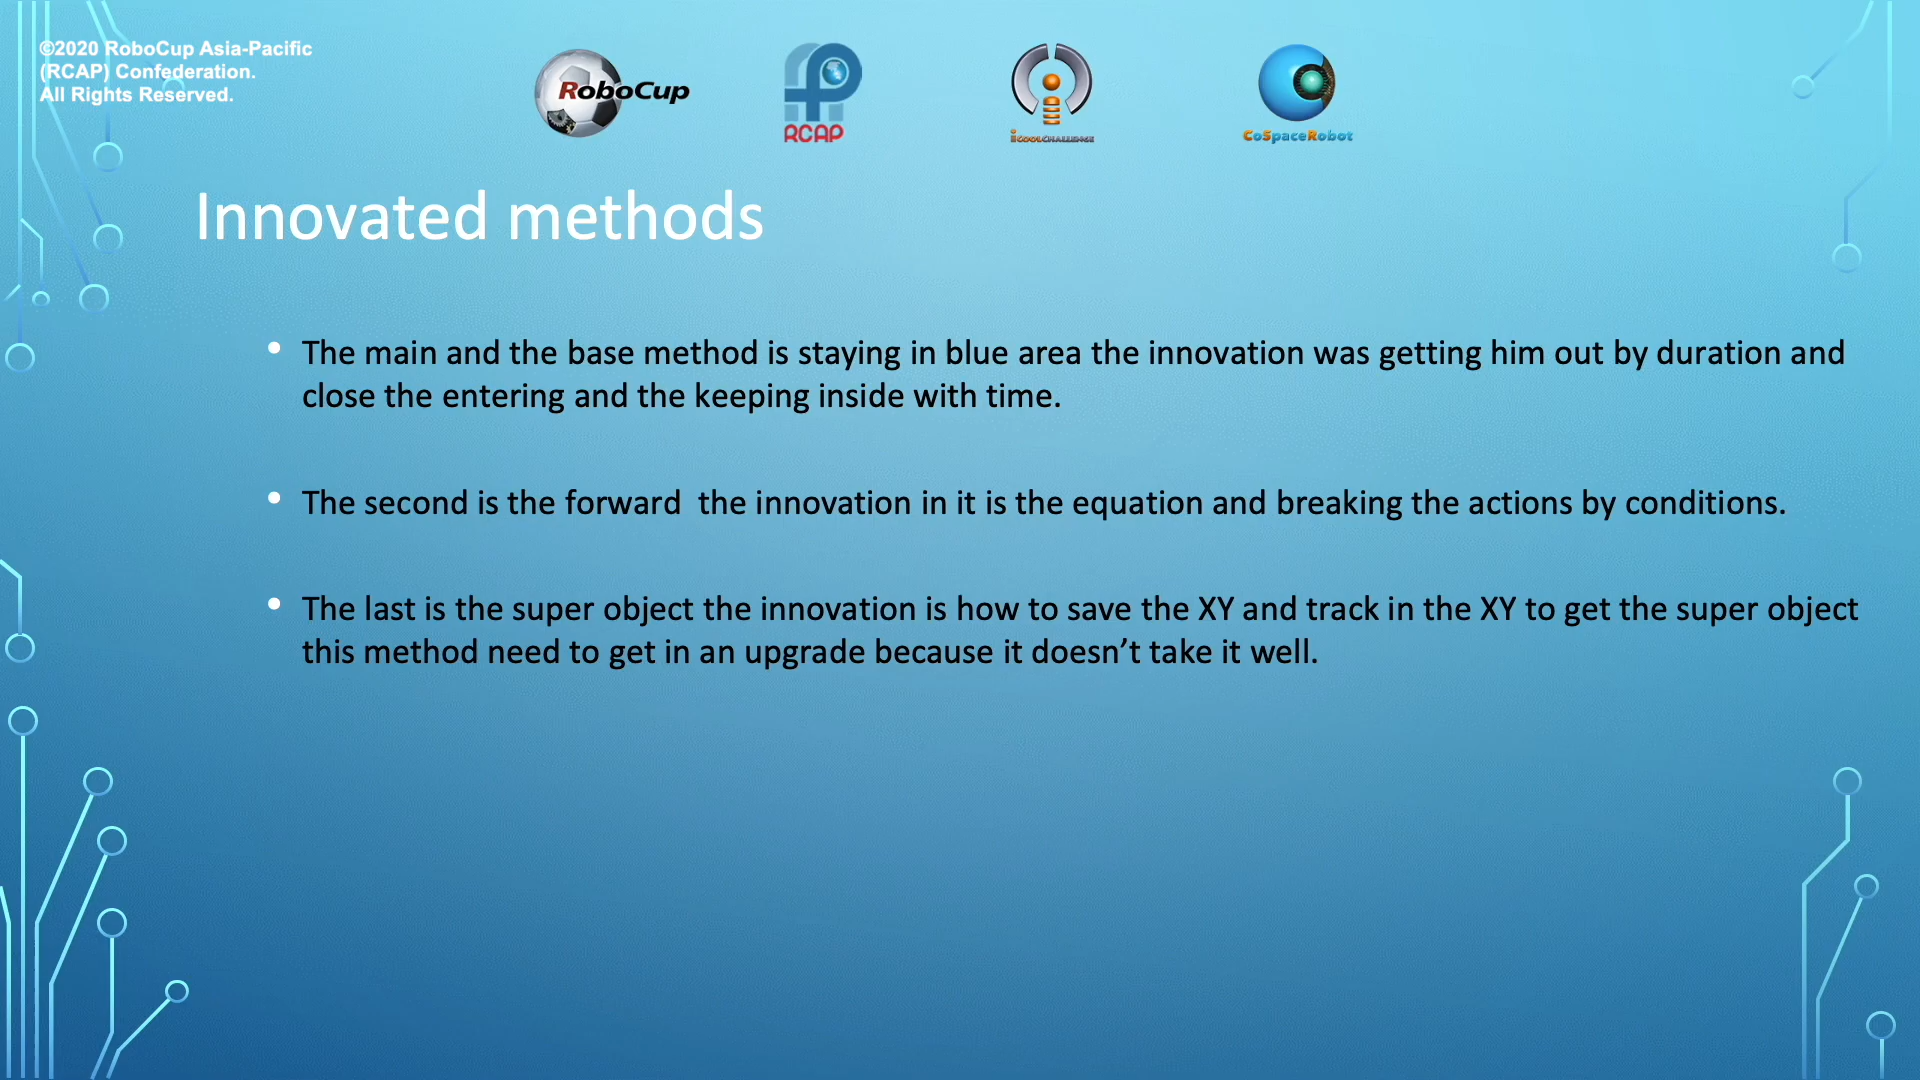 ©2020 RoboCup Asia-Pacific
(RCAP) Confederation.
All Rights Reserved.
RoboCup
RCAP
iCOOLCHALLENGE
CoSpaceRobot
Innovated methods
• The main and the base method is staying in blue area the innovation was getting him out by duration and
close the entering and the keeping inside with time.
• The second is the forward  the innovation in it is the equation and breaking the actions by conditions.
• The last is the super object the innovation is how to save the XY and track in the XY to get the super object
this method need to get in an upgrade because it doesn’t take it well.